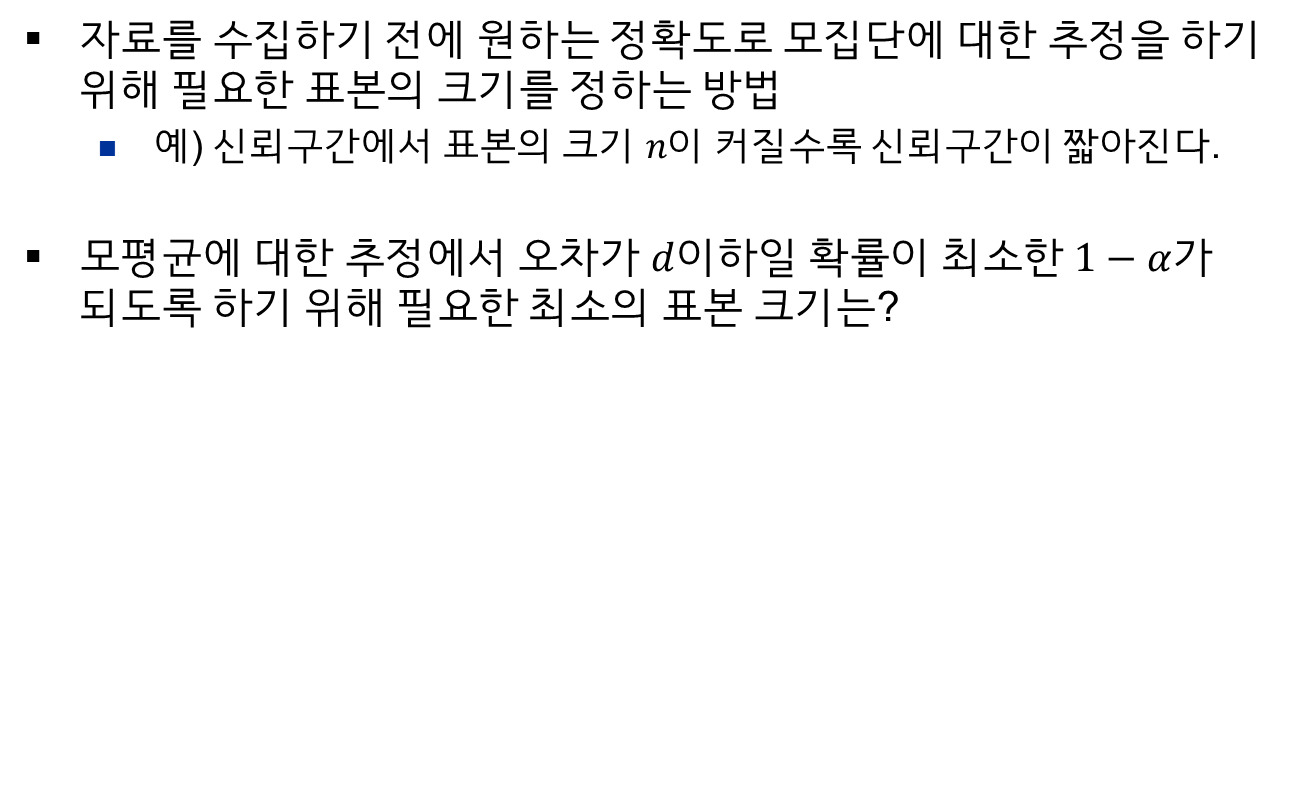 ▪ 자료를 수집하기 전에 원하는 정확도로 모집단에 대한 추정을 하기
위해 필요한 표본의 크기를 정하는 방법
▪ 예) 신뢰구간에서 표본의 크기 𝑛이 커질수록 신뢰구간이 짧아진다.
▪ 모평균에 대한 추정에서 오차가 𝑑이하일 확률이 최소한 1 − 𝛼가
되도록 하기 위해 필요한 최소의 표본 크기는?